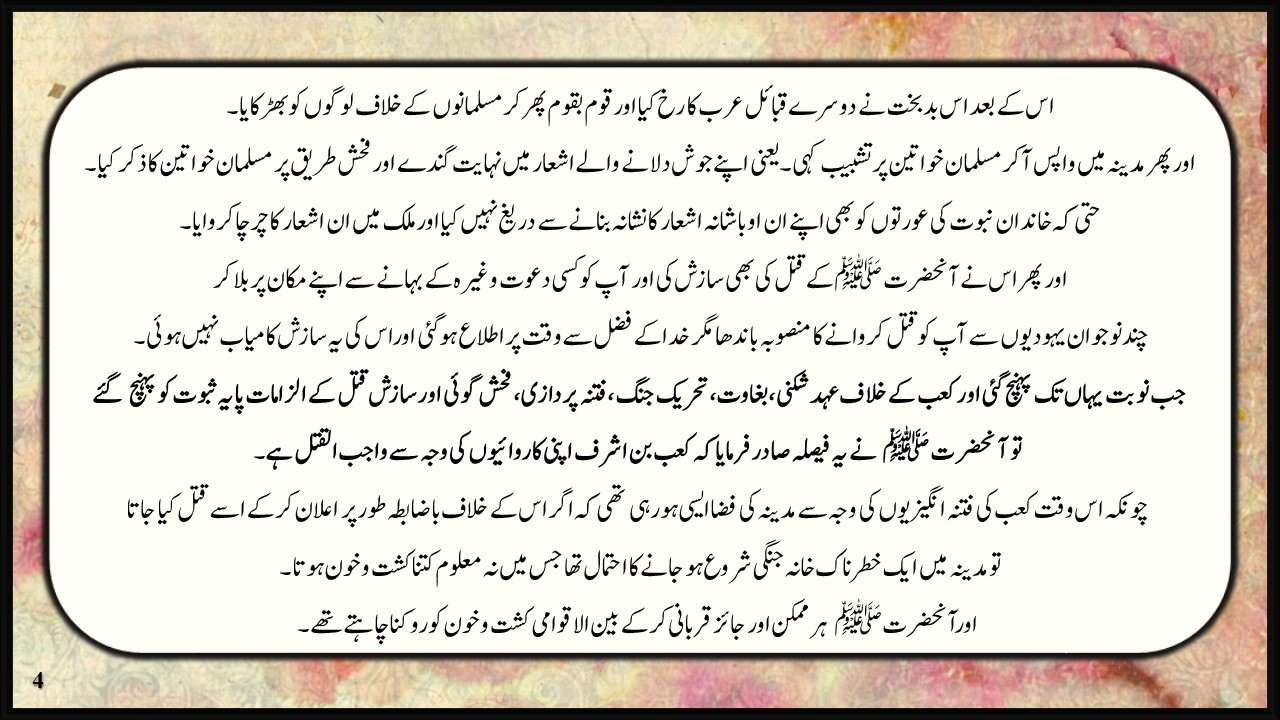 اس کے بعد اس بدبخت نے دوسرے قبائل عرب کا رخ کیا اور قوم بقوم پھر کر مسلمانوں کے خلاف لوگوں کو بھڑکایا۔
اور پھر مدینہ میں واپس آ کر مسلمان خواتین پر تشبیب کہی۔ یعنی اپنے جوش دلانے والے اشعار میں نہایت گندے اور فحش طریق پر مسلمان خواتین کا ذکر کیا۔
حتی کہ خاندان نبوت کی عورتوں کو بھی اپنے ان اوباشانہ اشعار کا نشانہ بنانے سے دریغ نہیں کیا اور ملک میں ان اشعار کا چرچا کروایا۔
اور پھر اس نے آنحضرت ﷺ کے قتل کی بھی سازش کی اور آپ کو کسی دعوت وغیرہ کے بہانے سے اپنے مکان پر بلا کر
چند نوجوان یہودیوں سے آپ کو قتل کروانے کا منصوبہ باندھا مگر خدا کے فضل سے وقت پر اطلاع ہوگئی اور اس کی یہ سازش کامیاب نہیں ہوئی۔
جب نوبت یہاں تک پہنچ گئی اور کعب کے خلاف عہد شکنی، بغاوت، تحریک جنگ، فتنہ پردازی، فحش گوئی اور سازش قتل کے الزامات پایہ ثبوت کو پہنچ گئے
تو آنحضرت ﷺ نے یہ فیصلہ صادر فرمایا کہ کعب بن اشرف اپنی کاروائیوں کی وجہ سے واجب القتل ہے۔
چونکہ اس وقت کعب کی فتنہ انگیزیوں کی وجہ سے مدینہ کی فضا ایسی ہو رہی تھی کہ اگر اس کے خلاف باضابطہ طور پر اعلان کر کے اسے قتل کیا جاتا
تو مدینہ میں ایک خطرناک خانہ جنگی شروع ہو جانے کا احتمال تھا جس میں نہ معلوم کتنا کشت و خون ہوتا۔
اور آنحضرت ﷺ ہر ممکن اور جائز قربانی کر کے بین الاقوامی کشت و خون کو روکنا چاہتے تھے۔
4